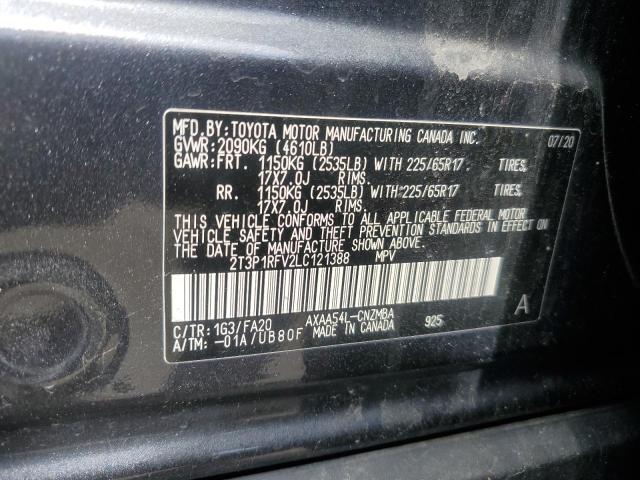 MFD.BY:TOYOTA MOTOR MANUFACTURING CANADA INC. 07/20
GVWR:2090KG (4610LB)
GAWR:FRT. 1150KG (2535LB) WITH 225/65R17 TIRES,
17X7.0J RIMS.
RR. 1150KG (2535LB) WITH 225/65R17 TIRES,
17X7.0J RIMS.
THIS VEHICLE CONFORMS TO ALL APPLICABLE FEDERAL MOTOR
VEHICLE SAFETY AND THEFT PREVENTION STANDARDS IN EFFECT ON
THE DATE OF MANUFACTURE SHOWN ABOVE.
2T3P1RFV2LC121388 MPV
C/TR:1G3/FA20 AXAA54L-CNZMBA 925 A
A/TM:-01A/UB80F MADE IN CANADA